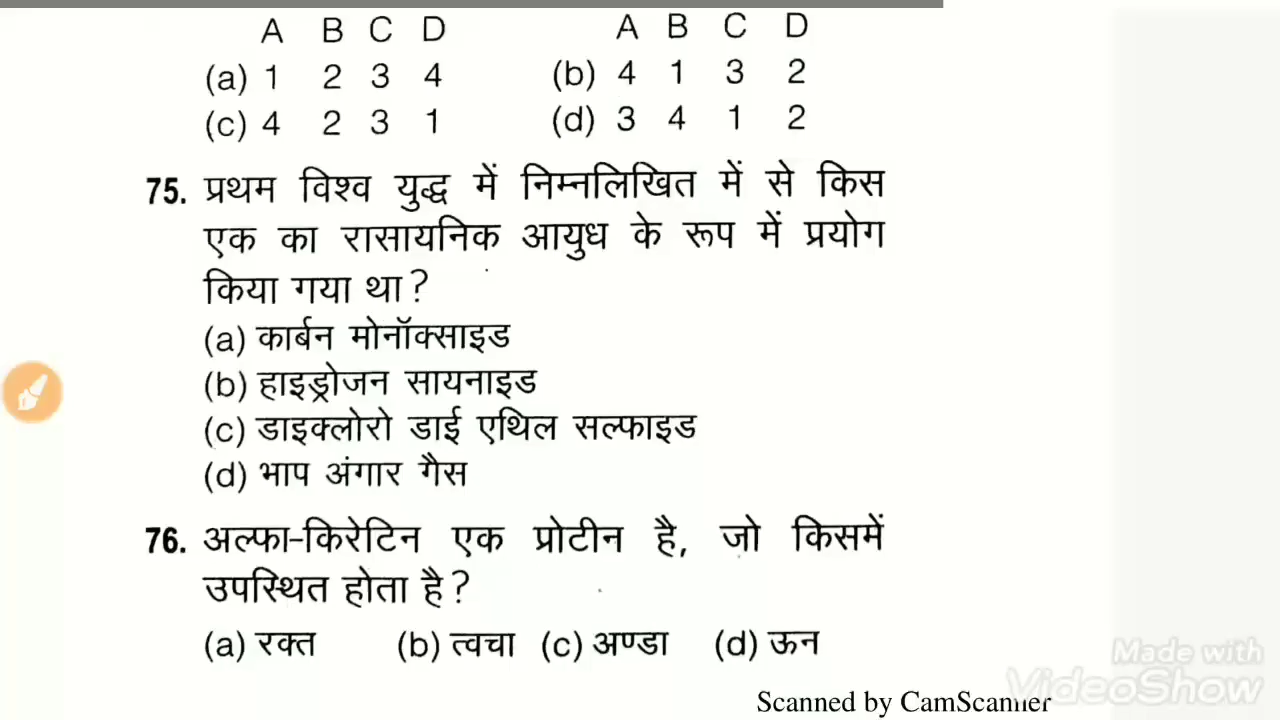 A B C D A B C D
(a) 1 2 3 4 (b) 4 1 3 2
(c) 4 2 3 1 (d) 3 4 1 2
75. प्रथम विश्व युद्ध में निम्नलिखित में से किस
एक का रासायनिक आयुध के रूप में प्रयोग
किया गया था?
(a) कार्बन मोनॉक्साइड
(b) हाइड्रोजन सायनाइड
(c) डाइक्लोरो डाई एथिल सल्फाइड
(d) भाप अंगार गैस
76. अल्फा-किरेटिन एक प्रोटीन है, जो किसमें
उपस्थित होता है?
(a) रक्त (b) त्वचा (c) अण्डा (d) ऊन
Made with
VideoShow
Scanned by CamScanner